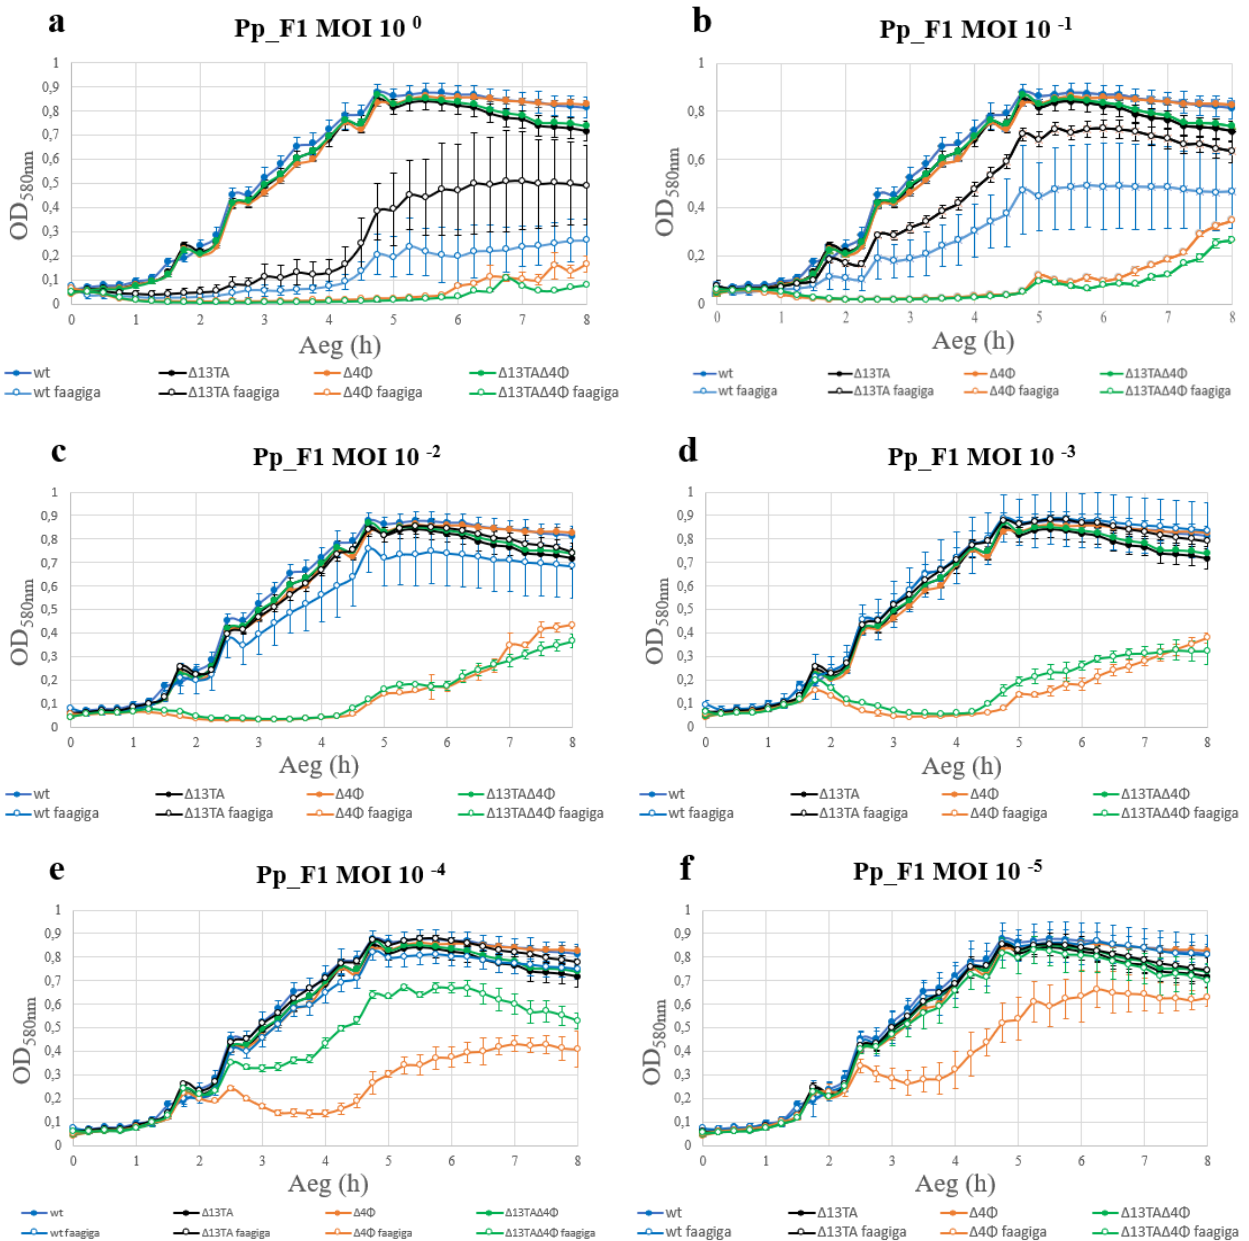 a
Pp_F1 MOI 10 0
OD580nm
1
0,9
0,8
0,7
0,6
0,5
0,4
0,3
0,2
0,1
0
0 1 2 3 4 5 6 7 8
Aeg (h)
wt Δ13TA Δ4Φ Δ13TAΔ4Φ
wt faagiga Δ13TA faagiga Δ4Φ faagiga Δ13TAΔ4Φ faagiga
b
Pp_F1 MOI 10 -1
OD580nm
1
0,9
0,8
0,7
0,6
0,5
0,4
0,3
0,2
0,1
0
0 1 2 3 4 5 6 7 8
Aeg (h)
wt Δ13TA Δ4Φ Δ13TAΔ4Φ
wt faagiga Δ13TA faagiga Δ4Φ faagiga Δ13TAΔ4Φ faagiga
c
Pp_F1 MOI 10 -2
OD580nm
1
0,9
0,8
0,7
0,6
0,5
0,4
0,3
0,2
0,1
0
0 1 2 3 4 5 6 7 8
Aeg (h)
wt Δ13TA Δ4Φ Δ13TAΔ4Φ
wt faagiga Δ13TA faagiga Δ4Φ faagiga Δ13TAΔ4Φ faagiga
d
Pp_F1 MOI 10 -3
OD580nm
1
0,9
0,8
0,7
0,6
0,5
0,4
0,3
0,2
0,1
0
0 1 2 3 4 5 6 7 8
Aeg (h)
wt Δ13TA Δ4Φ Δ13TAΔ4Φ
wt faagiga Δ13TA faagiga Δ4Φ faagiga Δ13TAΔ4Φ faagiga
e
Pp_F1 MOI 10 -4
OD580nm
1
0,9
0,8
0,7
0,6
0,5
0,4
0,3
0,2
0,1
0
0 1 2 3 4 5 6 7 8
Aeg (h)
wt Δ13TA Δ4Φ Δ13TAΔ4Φ
wt faagiga Δ13TA faagiga Δ4Φ faagiga Δ13TAΔ4Φ faagiga
f
Pp_F1 MOI 10 -5
OD580nm
1
0,9
0,8
0,7
0,6
0,5
0,4
0,3
0,2
0,1
0
0 1 2 3 4 5 6 7 8
Aeg (h)
wt Δ13TA Δ4Φ Δ13TAΔ4Φ
wt faagiga Δ13TA faagiga Δ4Φ faagiga Δ13TAΔ4Φ faagiga